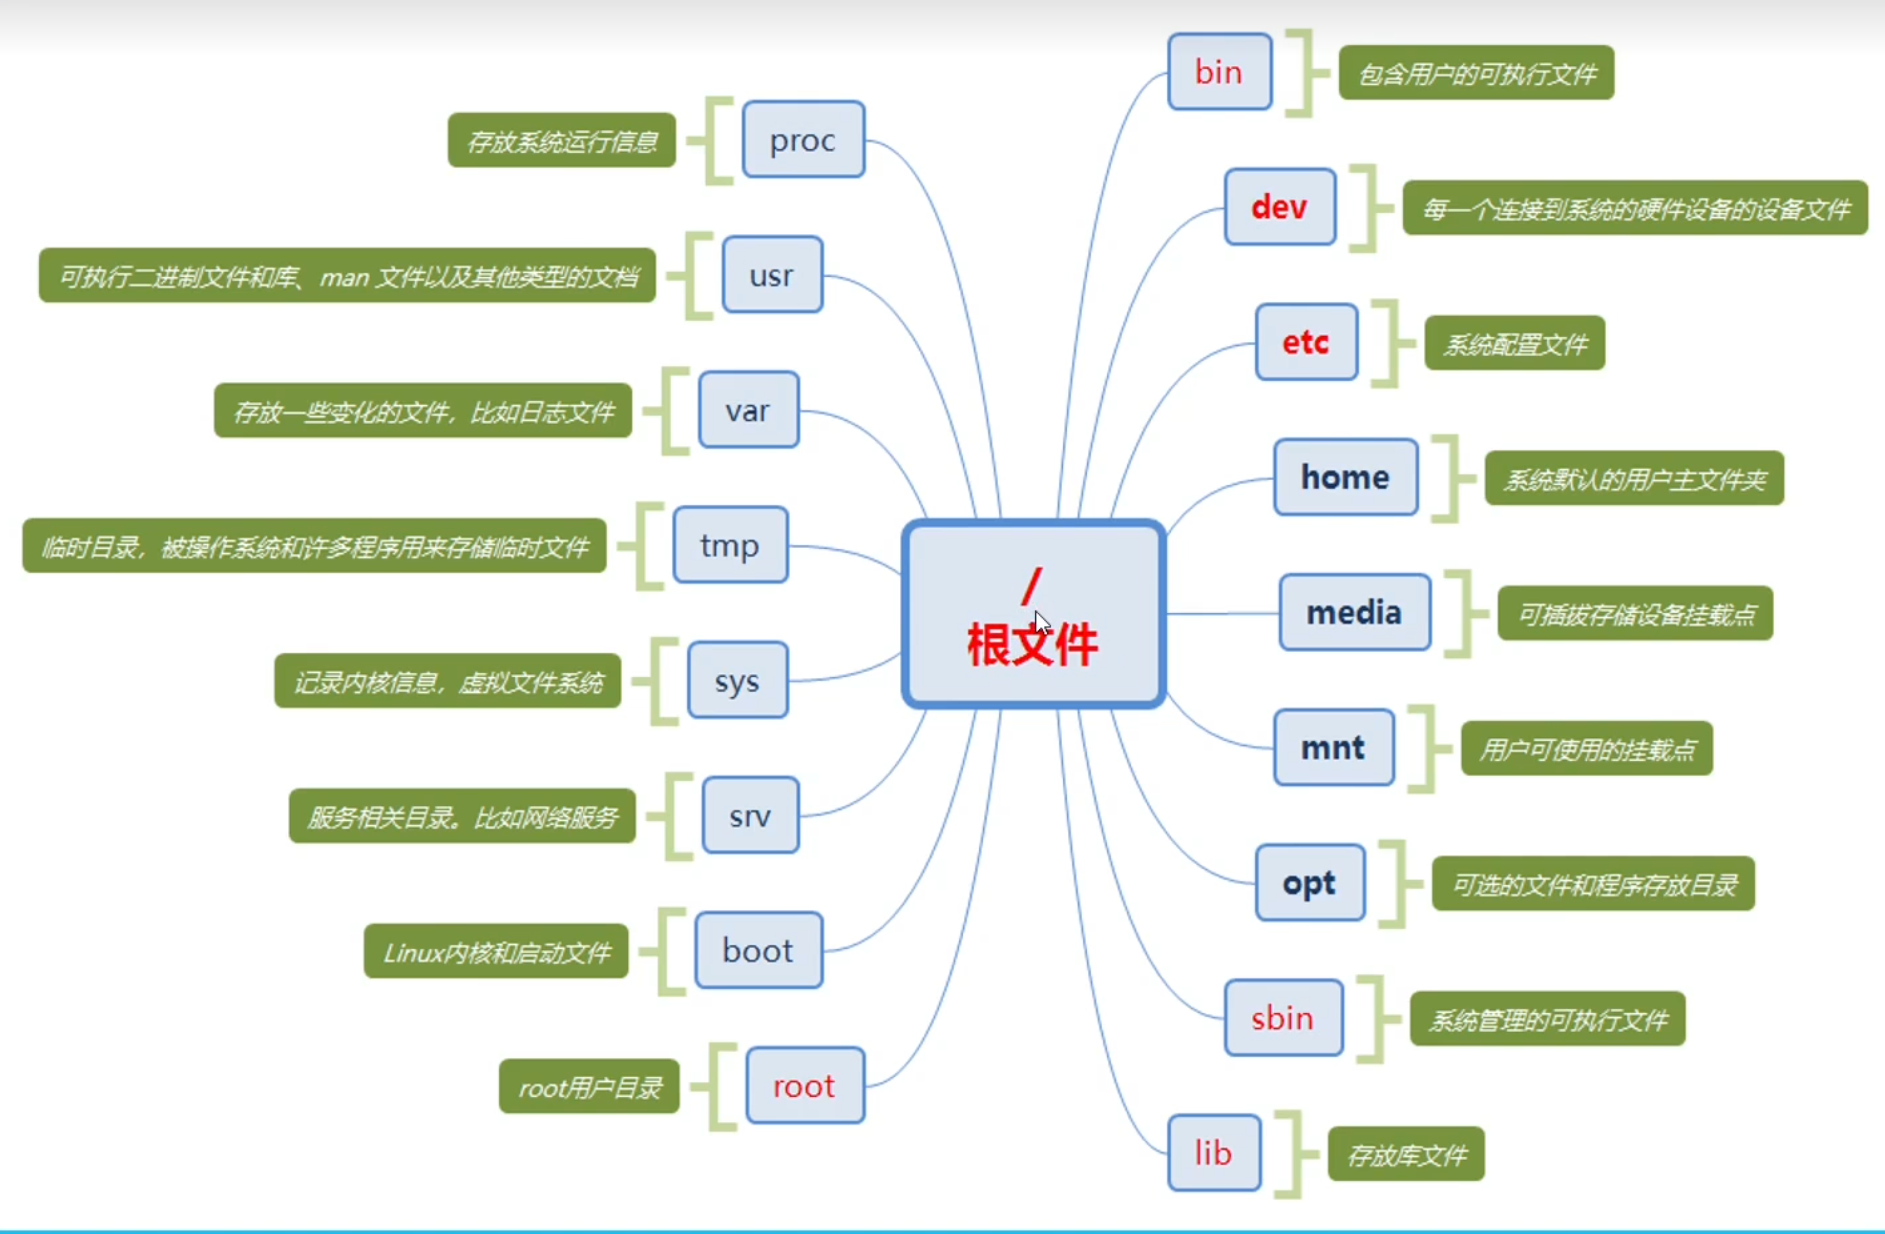 /
根文件
bin
包含用户的可执行文件
dev
每一个连接到系统的硬件设备的设备文件
etc
系统配置文件
home
系统默认的用户主文件夹
media
可插拔存储设备挂载点
mnt
用户可使用的挂载点
opt
可选的文件和程序存放目录
sbin
系统管理的可执行文件
lib
存放库文件
proc
存放系统运行信息
usr
可执行二进制文件和库、man 文件以及其他类型的文档
var
存放一些变化的文件，比如日志文件
tmp
临时目录，被操作系统和许多程序用来存储临时文件
sys
记录内核信息，虚拟文件系统
srv
服务相关目录。比如网络服务
boot
Linux内核和启动文件
root
root用户目录